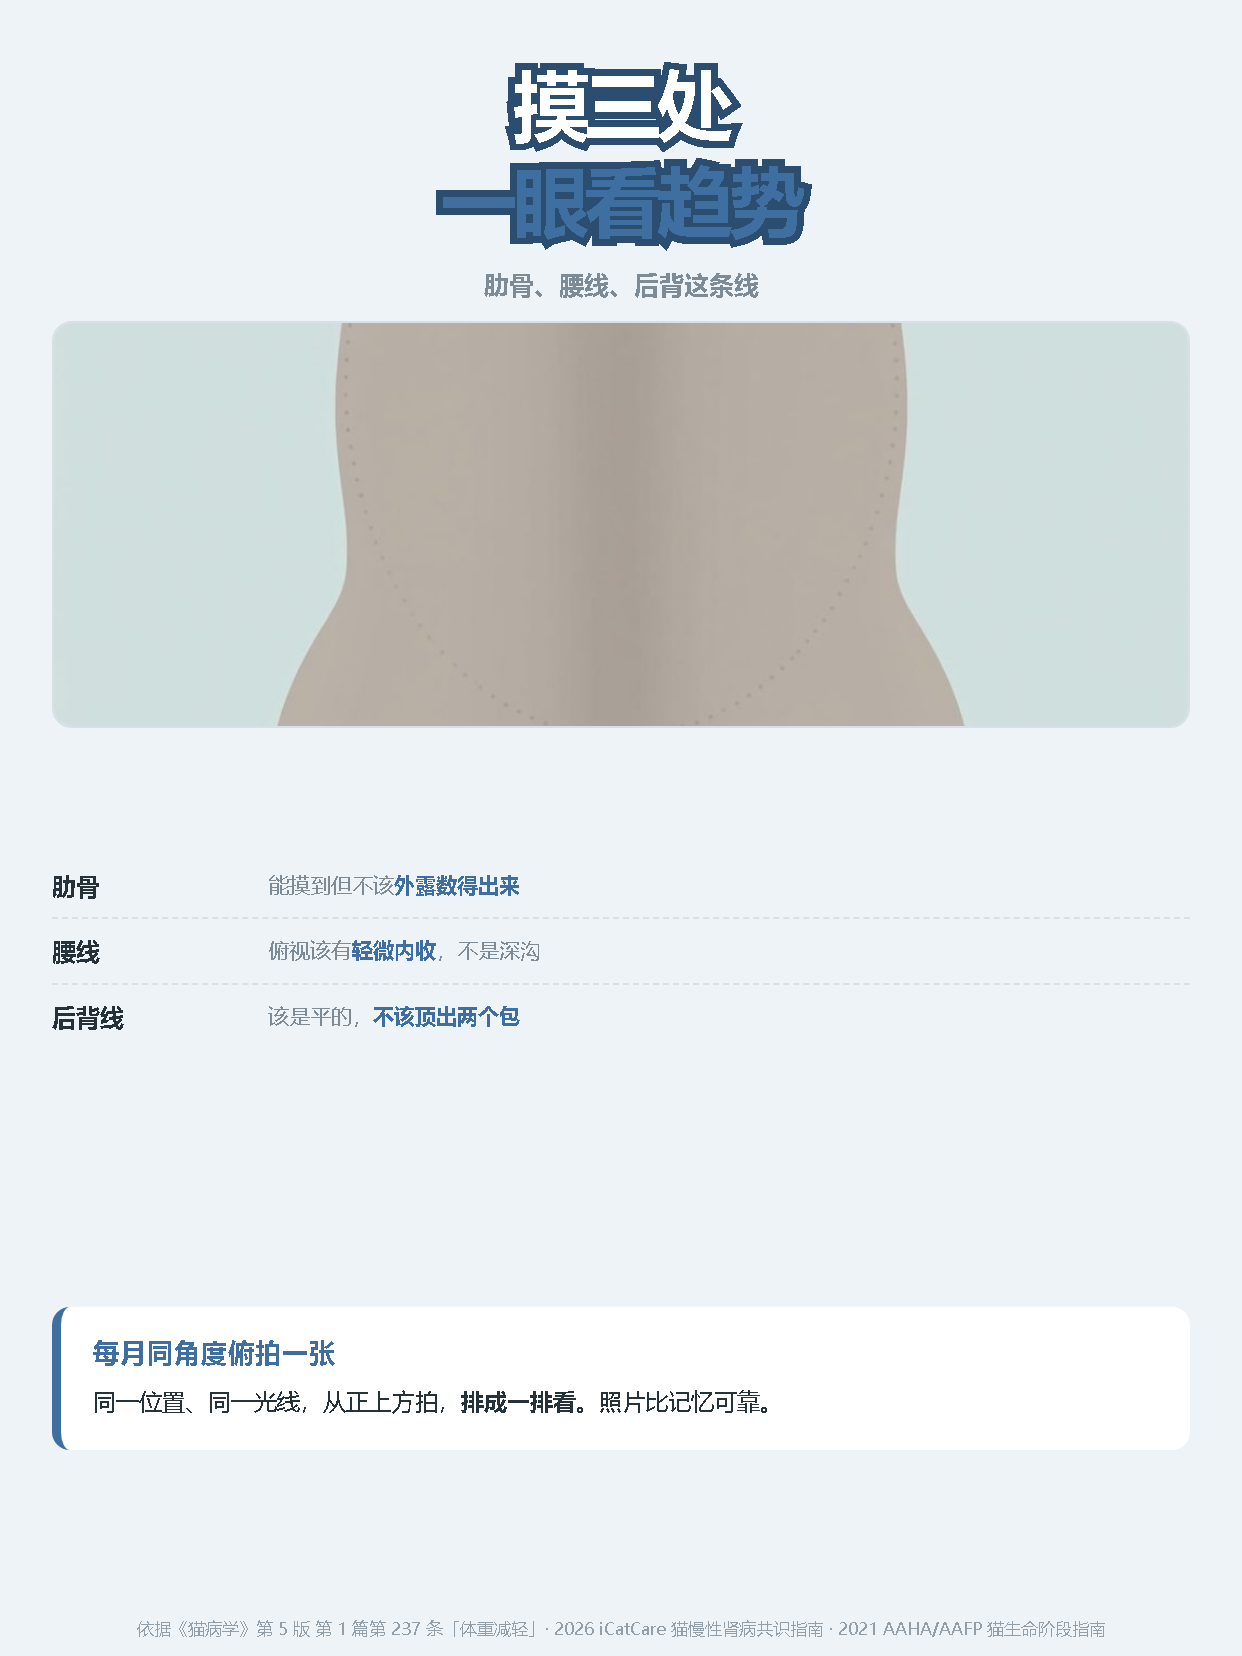 摸三处
一眼看趋势
肋骨、腰线、后背这条线
肋骨 能摸到但不该外露数得出来
腰线 俯视该有轻微内收，不是深沟
后背线 该是平的，不该顶出两个包
每月同角度俯拍一张
同一位置、同一光线，从正上方拍，排成一排看。照片比记忆可靠。
依据《猫病学》第 5 版 第 1 篇第 237 条「体重减轻」· 2026 iCatCare 猫慢性肾病共识指南 · 2021 AAHA/AAFP 猫生命阶段指南